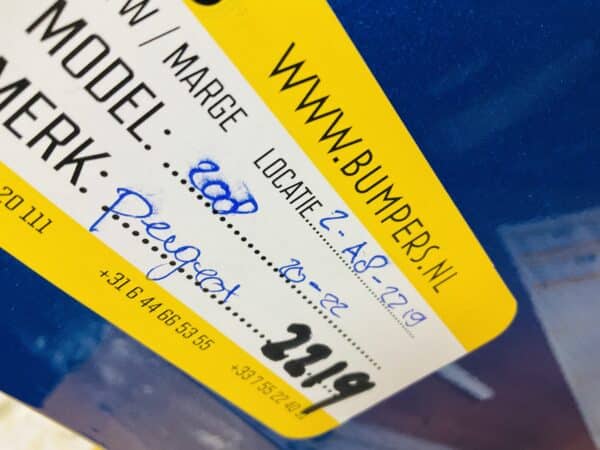 WWW.BUMPERS.NL
W / MARGE
LOCATIE 2-A8-2219
MODEL: 208 20-22
MERK: Peugeot 2219
20 111
+31 6 44 66 53 55
+33 7 55 22 40